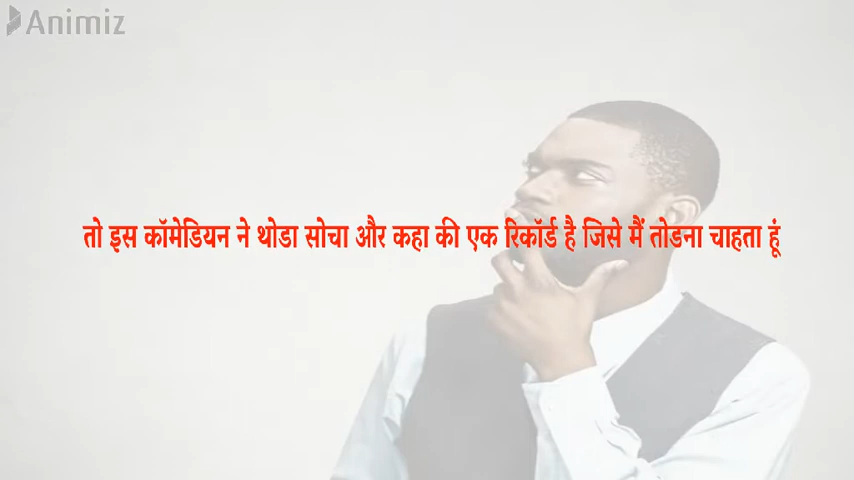 Animiz
तो इस कॉमेडियन ने थोडा सोचा और कहा की एक रिकॉर्ड है जिसे मैं तोडना चाहता हूं